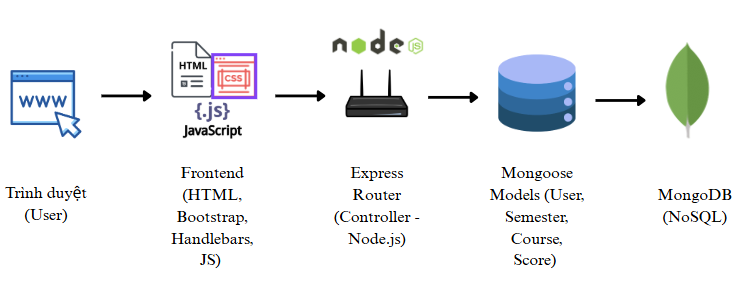 WWW
HTML
CSS
{.js}
JavaScript
node
JS
Trình duyệt
(User)
Frontend
(HTML,
Bootstrap,
Handlebars,
JS)
Express
Router
(Controller -
Node.js)
Mongoose
Models (User,
Semester,
Course,
Score)
MongoDB
(NoSQL)